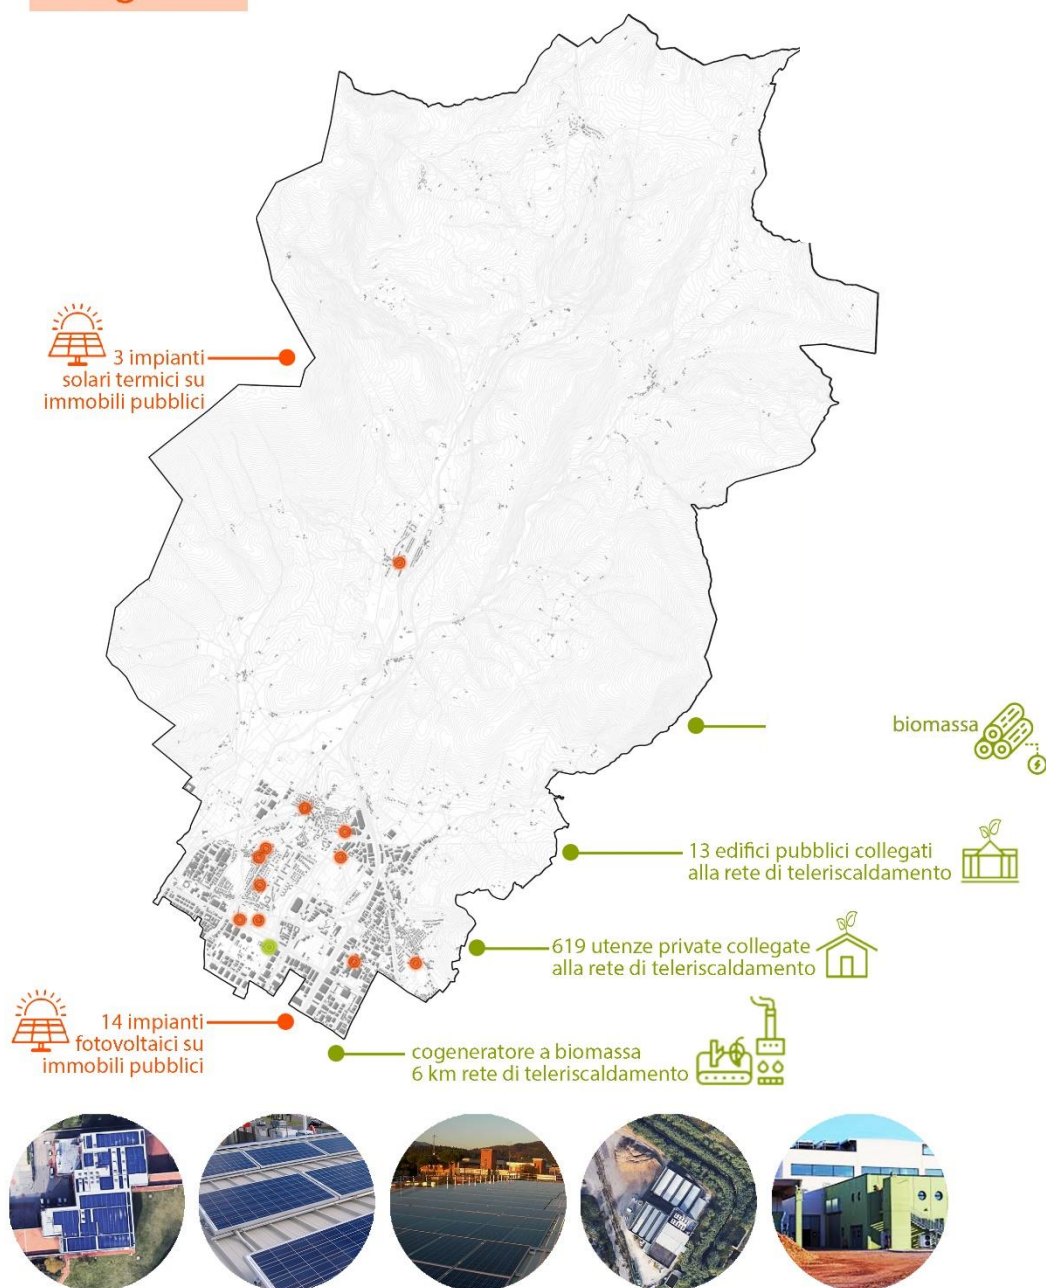 3 impianti
solari termici su
immobili pubblici
biomassa
13 edifici pubblici collegati
alla rete di teleriscaldamento
619 utenze private collegate
alla rete di teleriscaldamento
14 impianti
fotovoltaici su
immobili pubblici
cogeneratore a biomassa
6 km rete di teleriscaldamento